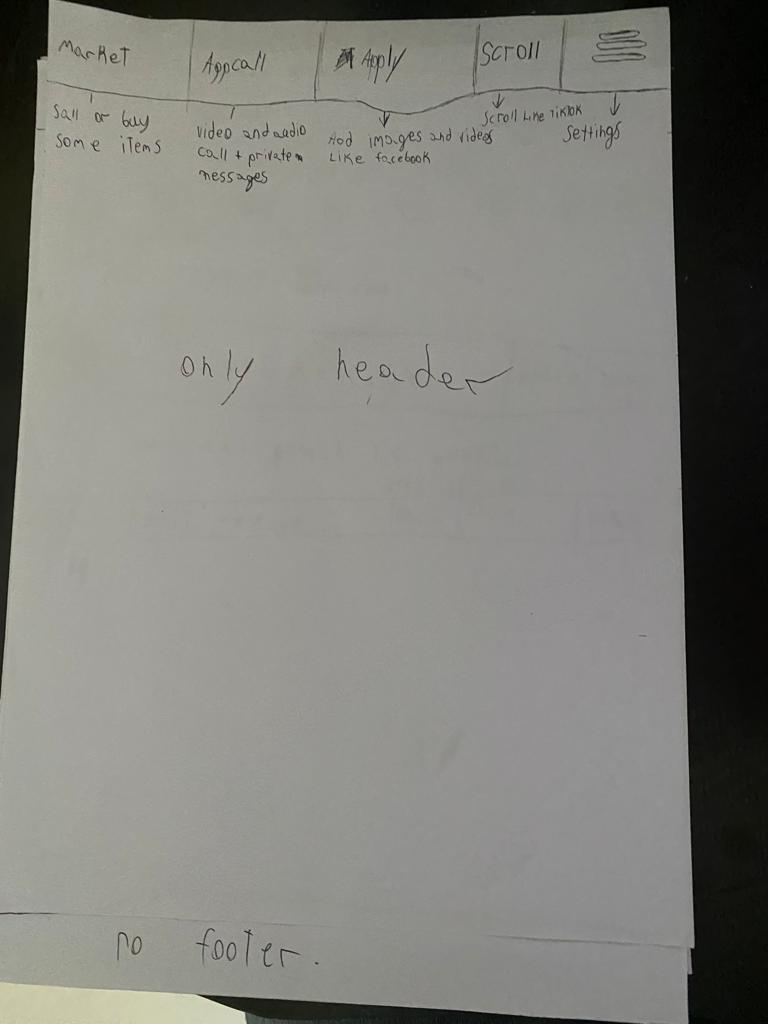 Market
Appcall
Apply
Scroll
Sall or buy
some items
Video and audio
call + private
messages
Add images and videos
Like facebook
Scroll Like TikTok
Settings
only header
no footer.